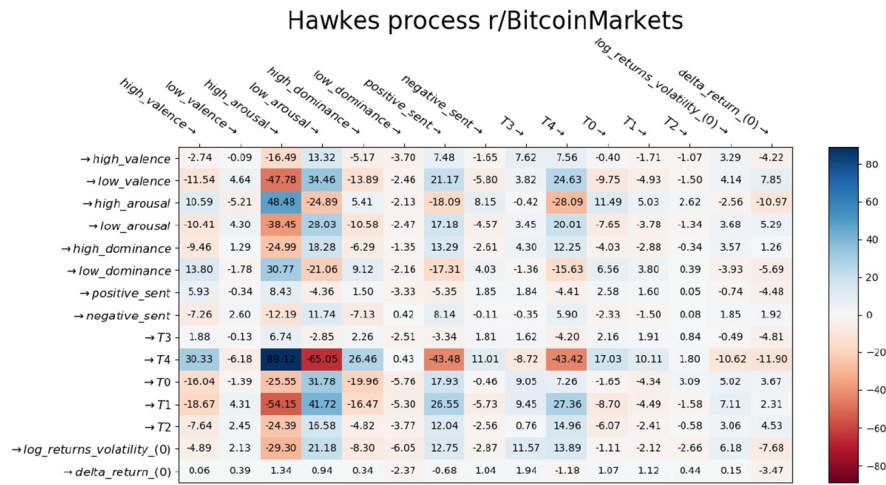 Hawkes process r/BitcoinMarkets
high_valence→ low_valence→ high_arousal→ low_arousal→ high_dominance→ low_dominance→ positive_sent→ negative_sent→ T3→ T4→ T0→ T1→ T2→ log_returns_volatility_(0)→ delta_return_(0)→
→high_valence -2.74 -0.09 -16.49 13.32 -5.17 -3.70 7.48 -1.65 7.62 7.56 -0.40 -1.71 -1.07 3.29 -4.22
→low_valence -11.54 4.64 -47.78 34.46 -13.89 -2.46 21.17 -5.80 3.82 24.63 -9.75 -4.93 -1.50 4.14 7.85
→high_arousal 10.59 -5.21 48.48 -24.89 5.41 -2.13 -18.09 8.15 -0.42 -28.09 11.49 5.03 2.62 -2.56 -10.97
→low_arousal -10.41 4.30 -38.45 28.03 -10.58 -2.47 17.18 -4.57 3.45 20.01 -7.65 -3.78 -1.34 3.68 5.29
→high_dominance -9.46 1.29 -24.99 18.28 -6.29 -1.35 13.29 -2.61 4.30 12.25 -4.03 -2.88 -0.34 3.57 1.26
→low_dominance 13.80 -1.78 30.77 -21.06 9.12 -2.16 -17.31 4.03 -1.36 -15.63 6.56 3.80 0.39 -3.93 -5.69
→positive_sent 5.93 -0.34 8.43 -4.36 1.50 -3.33 -5.35 1.85 1.84 -4.41 2.58 1.60 0.05 -0.74 -4.48
→negative_sent -7.26 2.60 -12.19 11.74 -7.13 0.42 8.14 -0.11 -0.35 5.90 -2.33 -1.50 0.08 1.85 1.92
→T3 1.88 -0.13 6.74 -2.85 2.26 -2.51 -3.34 1.81 1.62 -4.20 2.16 1.91 0.84 -0.49 -4.81
→T4 30.33 -6.18 89.12 -65.05 26.46 0.43 -43.48 11.01 -8.72 -43.42 17.03 10.11 1.80 -10.62 -11.90
→T0 -16.04 -1.39 -25.55 31.78 -19.96 -5.76 17.93 -0.46 9.05 7.26 -1.65 -4.34 3.09 5.02 3.67
→T1 -18.67 4.31 -54.15 41.72 -16.47 -5.30 26.55 -5.73 9.45 27.36 -8.70 -4.49 -1.58 7.11 2.31
→T2 -7.64 2.45 -24.39 16.58 -4.82 -3.77 12.04 -2.56 0.76 14.96 -6.07 -2.41 -0.58 3.06 4.53
→log_returns_volatility_(0) -4.89 2.13 -29.30 21.18 -8.30 -6.05 12.75 -2.87 11.57 13.89 -1.11 -2.12 -2.66 6.18 -7.68
→delta_return_(0) 0.06 0.39 1.34 0.94 0.34 -2.37 -0.68 1.04 1.94 -1.18 1.07 1.12 0.44 0.15 -3.47
80
60
40
20
0
-20
-40
-60
-80